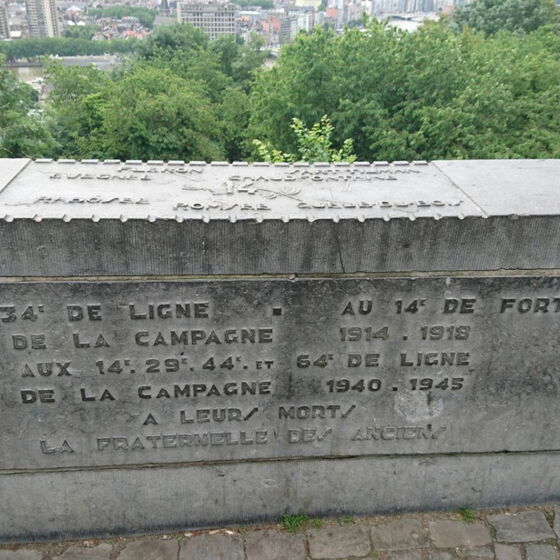 14
34ᴱ DE LIGNE ▪ AU 14ᴱ DE FORT
DE LA CAMPAGNE 1914 . 1918
AUX 14ᴱ. 29ᴱ. 44ᴱ. ET 64ᴱ DE LIGNE
DE LA CAMPAGNE 1940 . 1945
A LEURS MORTS
LA FRATERNELLE DES ANCIENS